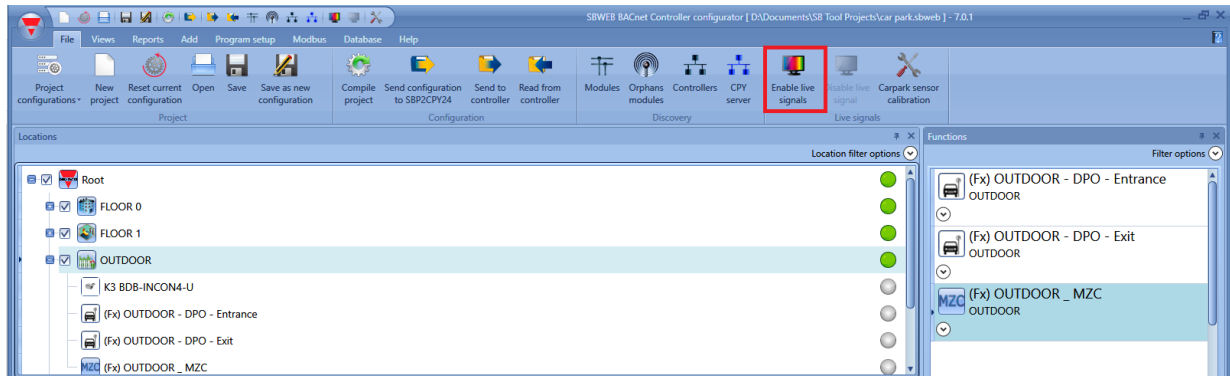 SBWEB BACnet Controller configurator [ D:\Documents\SB Tool Projects\car park.sbweb ] - 7.0.1
File Views Reports Add Program setup Modbus Database Help
Project configurations
New project
Reset current configuration
Open
Save
Save as new configuration
Compile project
Send configuration to SBP2CPY24
Send to controller
Read from controller
Modules
Orphans modules
Controllers
CPY server
Enable live signals
Disable live signal
Carpark sensor calibration
Project
Configuration
Discovery
Live signals
Locations
Location filter options
Root
FLOOR 0
FLOOR 1
OUTDOOR
K3 BDB-INCON4-U
(Fx) OUTDOOR - DPO - Entrance
(Fx) OUTDOOR - DPO - Exit
MZC (Fx) OUTDOOR _ MZC
Functions
Filter options
(Fx) OUTDOOR - DPO - Entrance
OUTDOOR
(Fx) OUTDOOR - DPO - Exit
OUTDOOR
MZC (Fx) OUTDOOR _ MZC
OUTDOOR